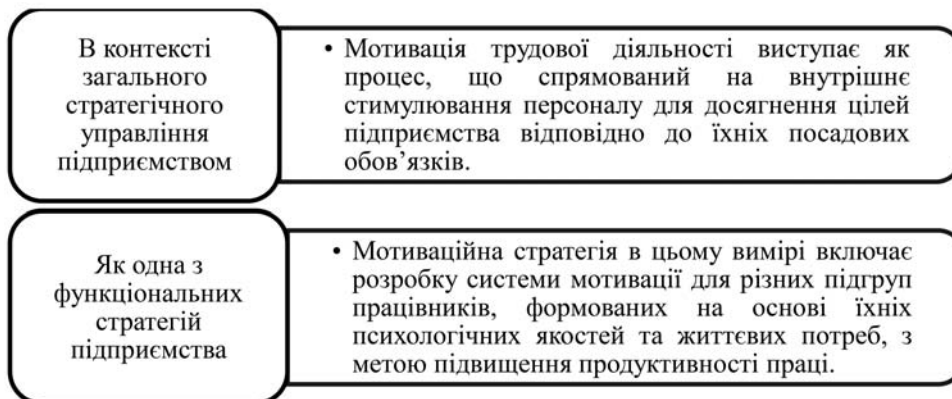 В контексті
загального
стратегічного
управління
підприємством
• Мотивація трудової діяльності виступає як
процес, що спрямований на внутрішнє
стимулювання персоналу для досягнення цілей
підприємства відповідно до їхніх посадових
обов’язків.
Як одна з
функціональних
стратегій
підприємства
• Мотиваційна стратегія в цьому вимірі включає
розробку системи мотивації для різних підгруп
працівників, формованих на основі їхніх
психологічних якостей та життєвих потреб, з
метою підвищення продуктивності праці.